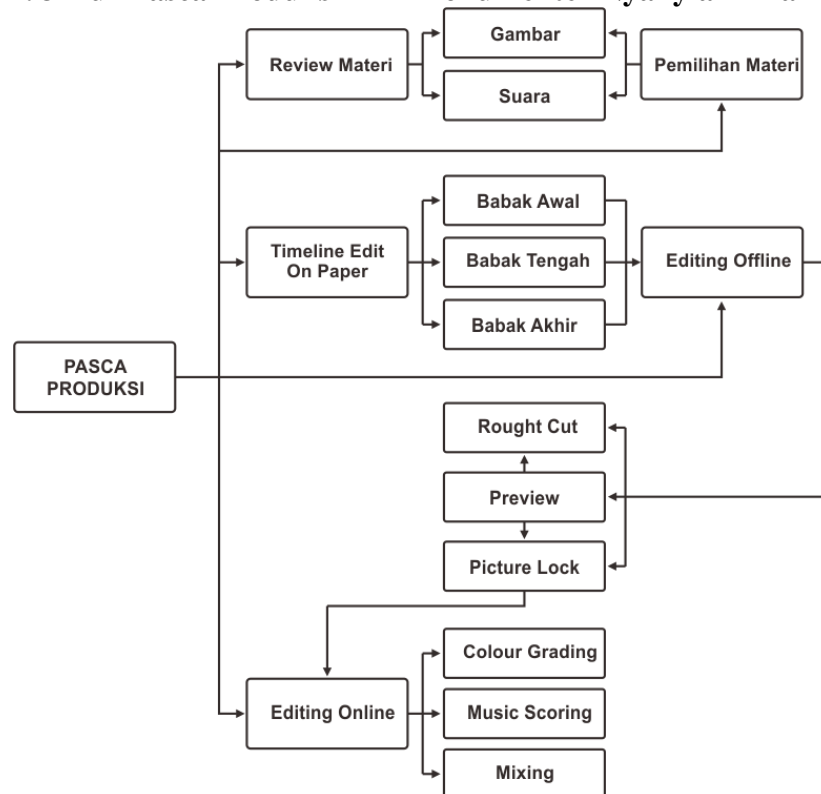 Review Materi
Gambar
Suara
Pemilihan Materi
Timeline Edit
On Paper
Babak Awal
Babak Tengah
Babak Akhir
Editing Offline
PASCA
PRODUKSI
Rought Cut
Preview
Picture Lock
Editing Online
Colour Grading
Music Scoring
Mixing